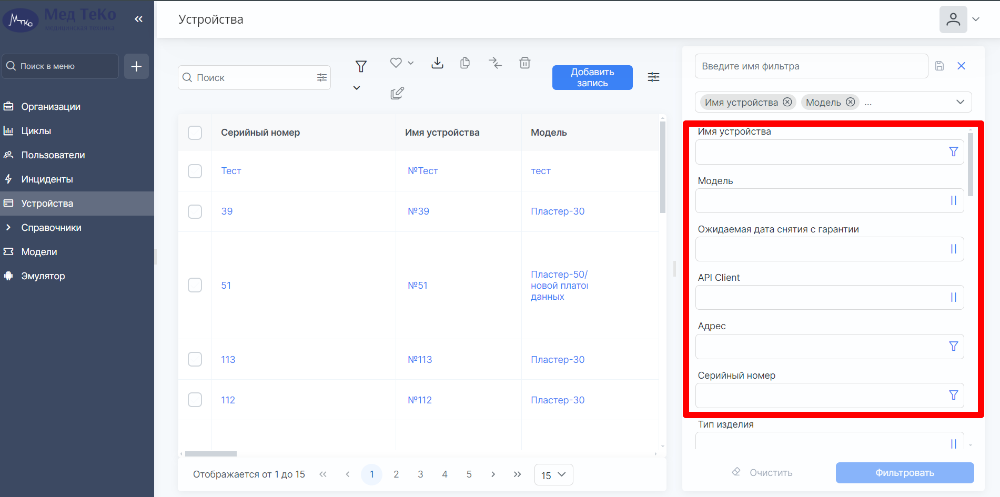 Мтко
Мед ТеКо
медицинская техника
Поиск в меню
Организации
Циклы
Пользователи
Инциденты
Устройства
Справочники
Модели
Эмулятор
Устройства
Поиск
Добавить
запись
Серийный номер Имя устройства Модель
Тест №Тест тест
39 №39 Пластер-30
51 №51 Пластер-50/
новой плато
данных
113 №113 Пластер-30
112 №112 Пластер-30
Отображается от 1 до 15 1 2 3 4 5 15
Введите имя фильтра
Имя устройства Модель ...
Имя устройства
Модель
Ожидаемая дата снятия с гарантии
API Client
Адрес
Серийный номер
Тип изделия
Очистить Фильтровать